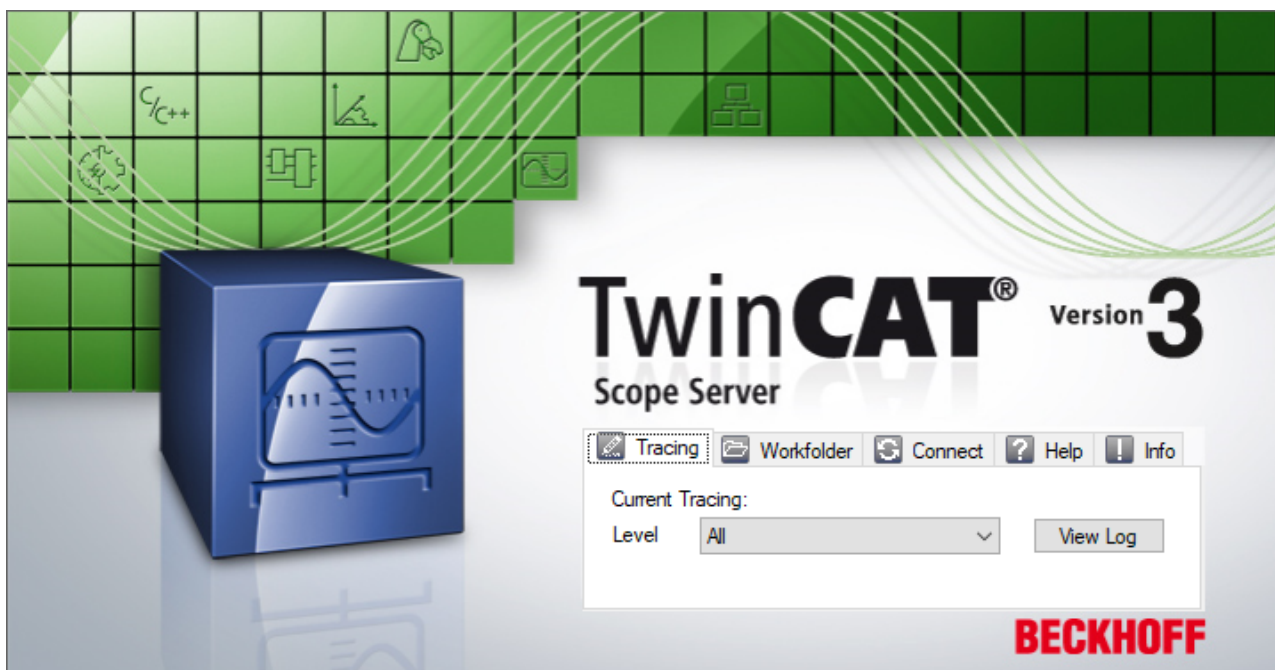 C/C++
TwinCAT® Version 3
Scope Server
Tracing Workfolder Connect ? Help ! Info
Current Tracing:
Level All View Log
BECKHOFF